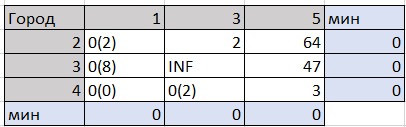 Город 1 3 5 мин
2 0(2) 2 64 0
3 0(8) INF 47 0
4 0(0) 0(2) 3 0
мин 0 0 0